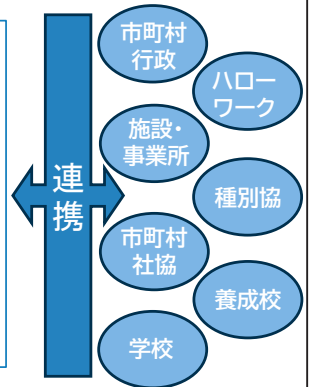 市町村
行政
ハロー
ワーク
施設・
事業所
連携
種別協
市町村
社協
養成校
学校